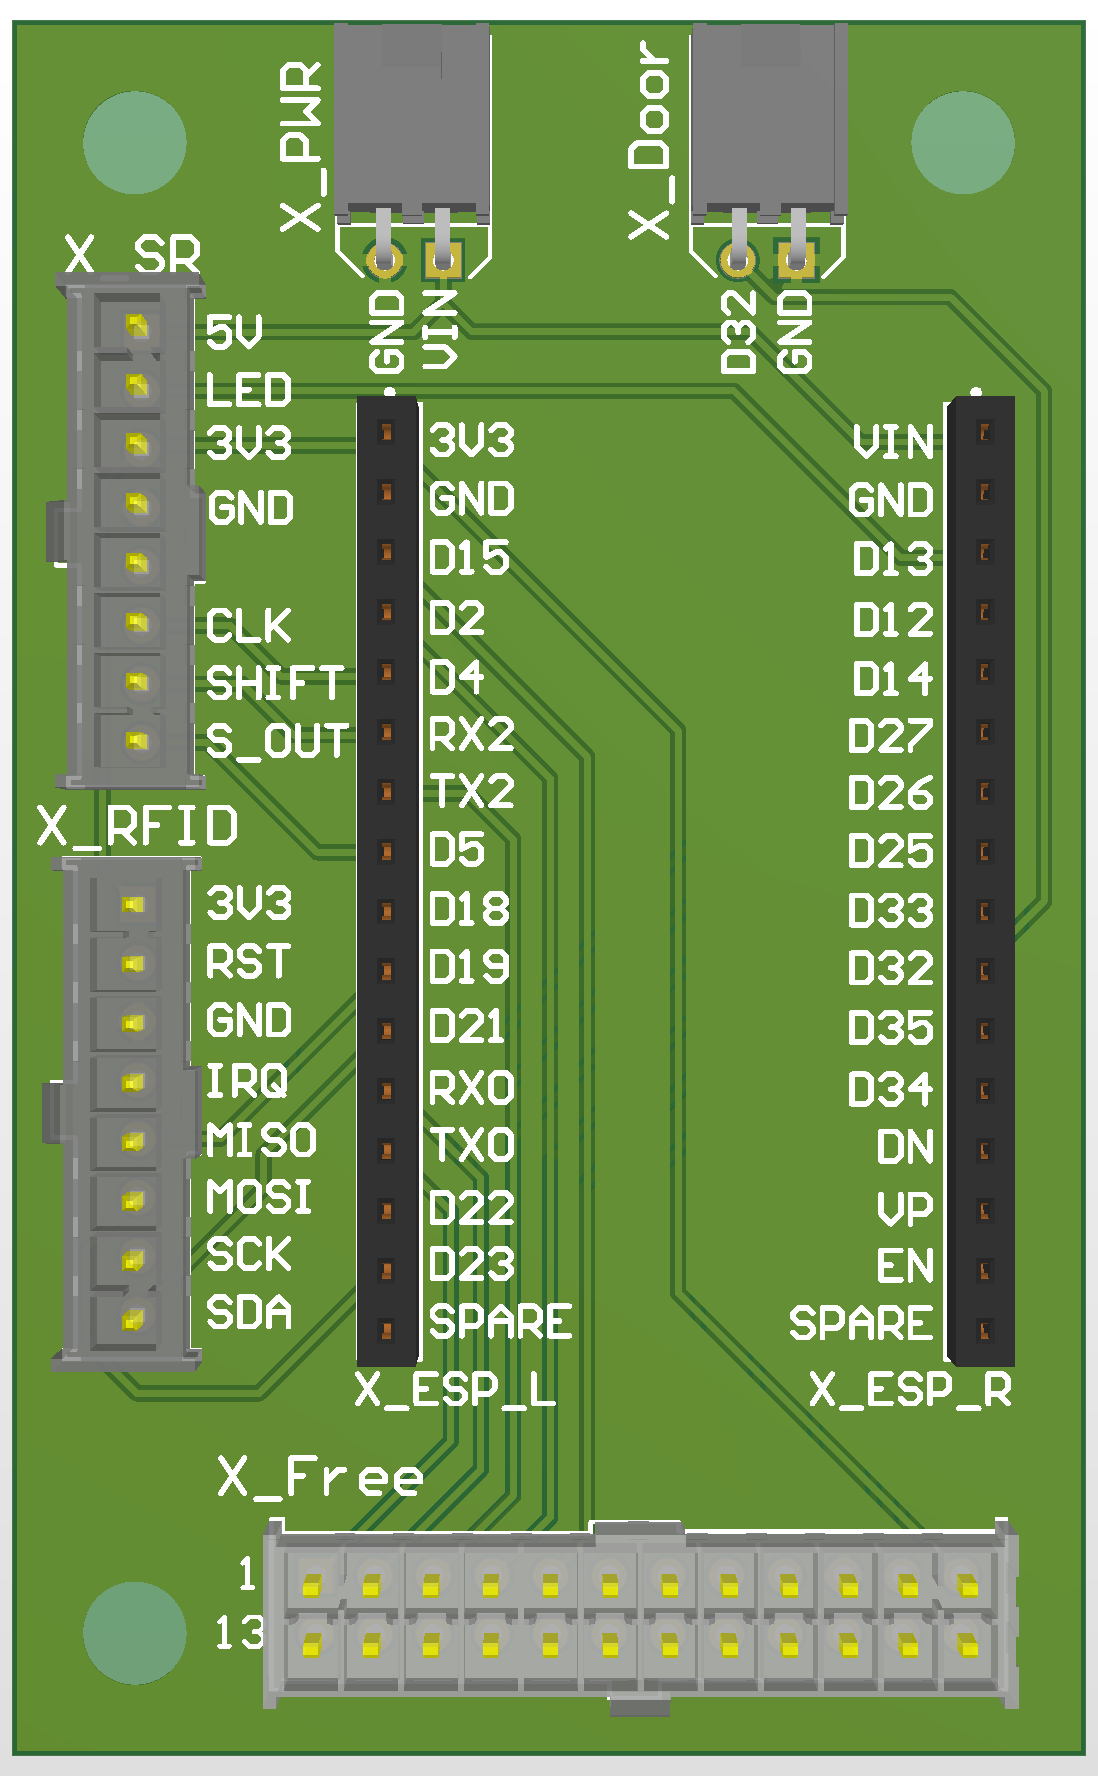 X_PWR
X_Door
X SR
GND
VIN
D32
GND
5V
LED
3V3
GND
CLK
SHIFT
S_OUT
X_RFID
3V3
RST
GND
IRQ
MISO
MOSI
SCK
SDA
3V3
GND
D15
D2
D4
RX2
TX2
D5
D18
D19
D21
RX0
TX0
D22
D23
SPARE
X_ESP_L
VIN
GND
D13
D12
D14
D27
D26
D25
D33
D32
D35
D34
DN
VP
EN
SPARE
X_ESP_R
X_Free
1
13